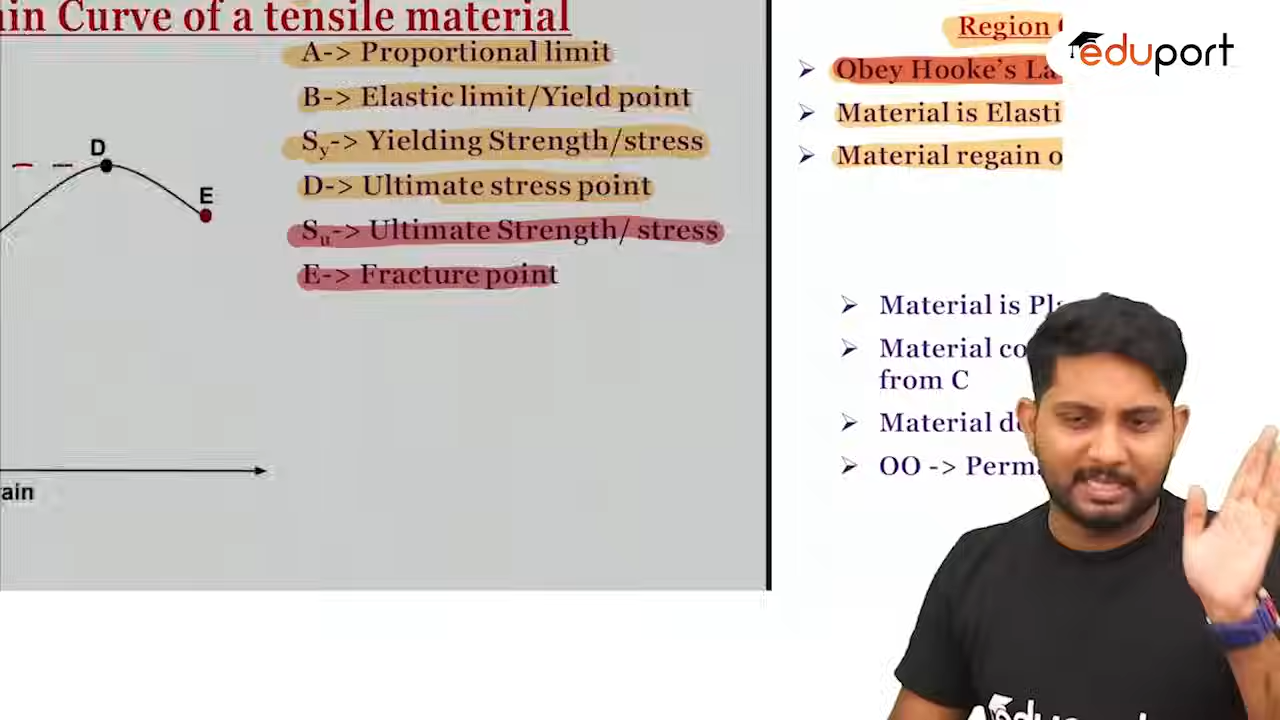 in Curve of a tensile material
A-> Proportional limit
B-> Elastic limit/Yield point
Sy-> Yielding Strength/stress
D-> Ultimate stress point
Su-> Ultimate Strength/ stress
E-> Fracture point
D
E
ain
Region
eduport
Obey Hooke's La
Material is Elasti
Material regain o
Material is Pla
Material co
from C
Material de
OO -> Perma